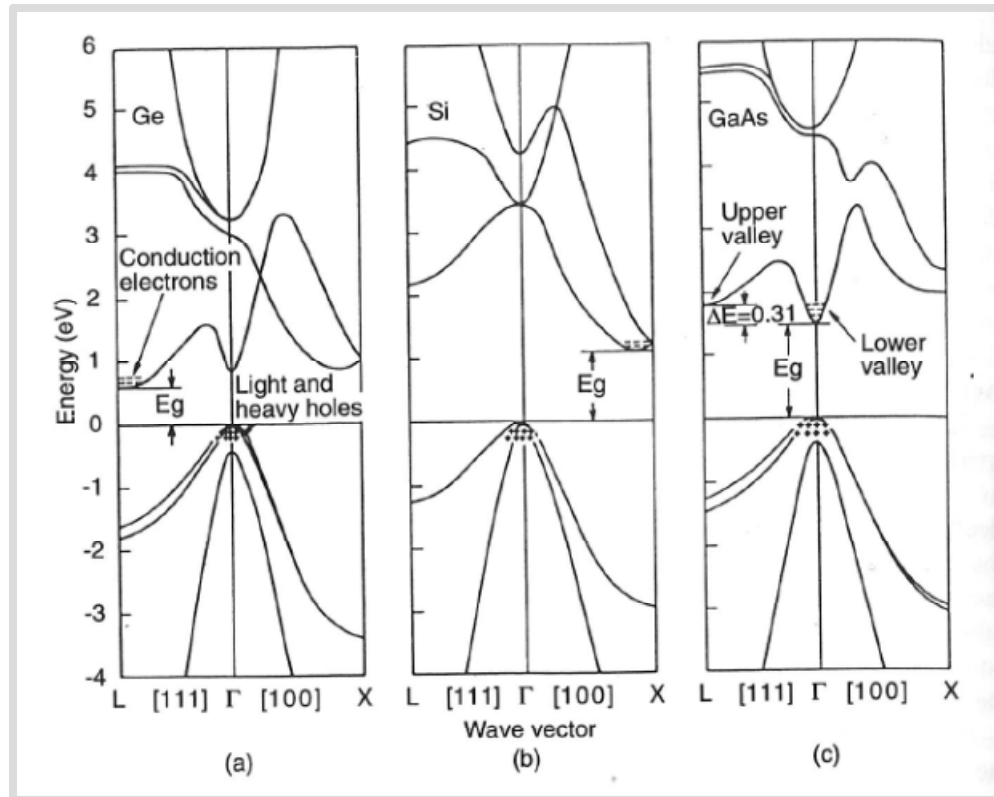 6
5
4
3
2
1
0
-1
-2
-3
-4
Energy (eV)
Ge
Conduction
electrons
Eg
Light and
heavy holes
L [111] Γ [100] X
(a)
Si
Eg
L [111] Γ [100] X
Wave vector
(b)
GaAs
Upper
valley
ΔE=0.31
Lower
valley
Eg
L [111] Γ [100] X
(c)